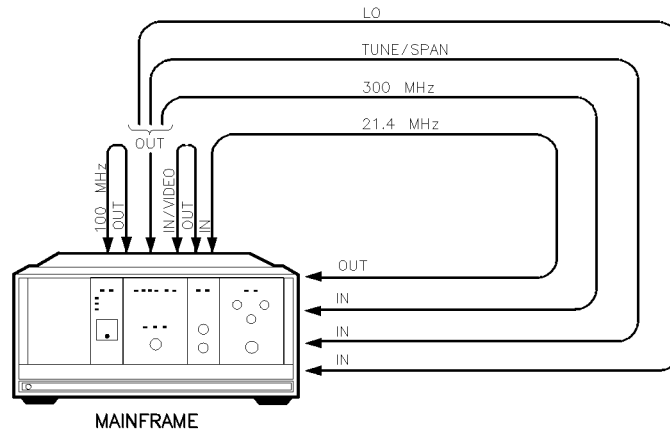 LO
TUNE/SPAN
300 MHz
21.4 MHz
OUT
100 MHz
OUT
IN/VIDEO
OUT
IN
OUT
IN
IN
IN
MAINFRAME